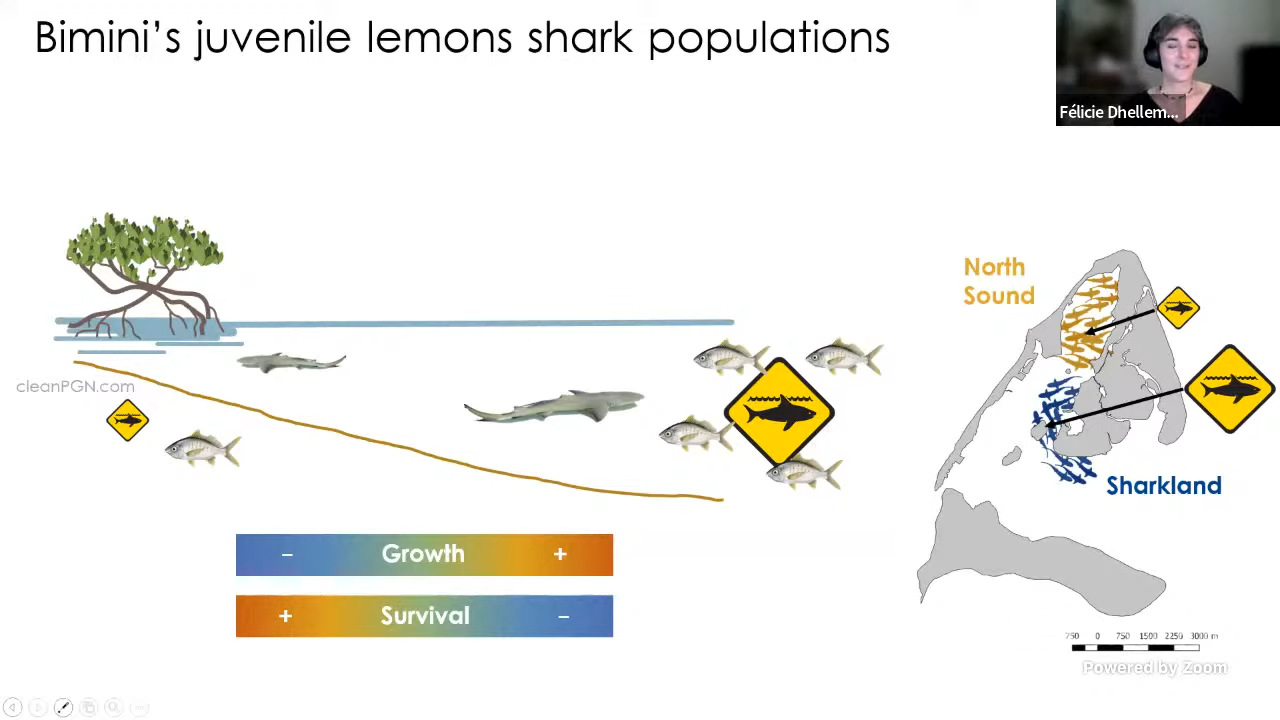 Bimini's juvenile lemons shark populations
Félicie Dhellem...
North
Sound
cleanPGN.com
Sharkland
- Growth +
+ Survival -
750 0 750 1500 2250 3000 m
Powered by Zoom